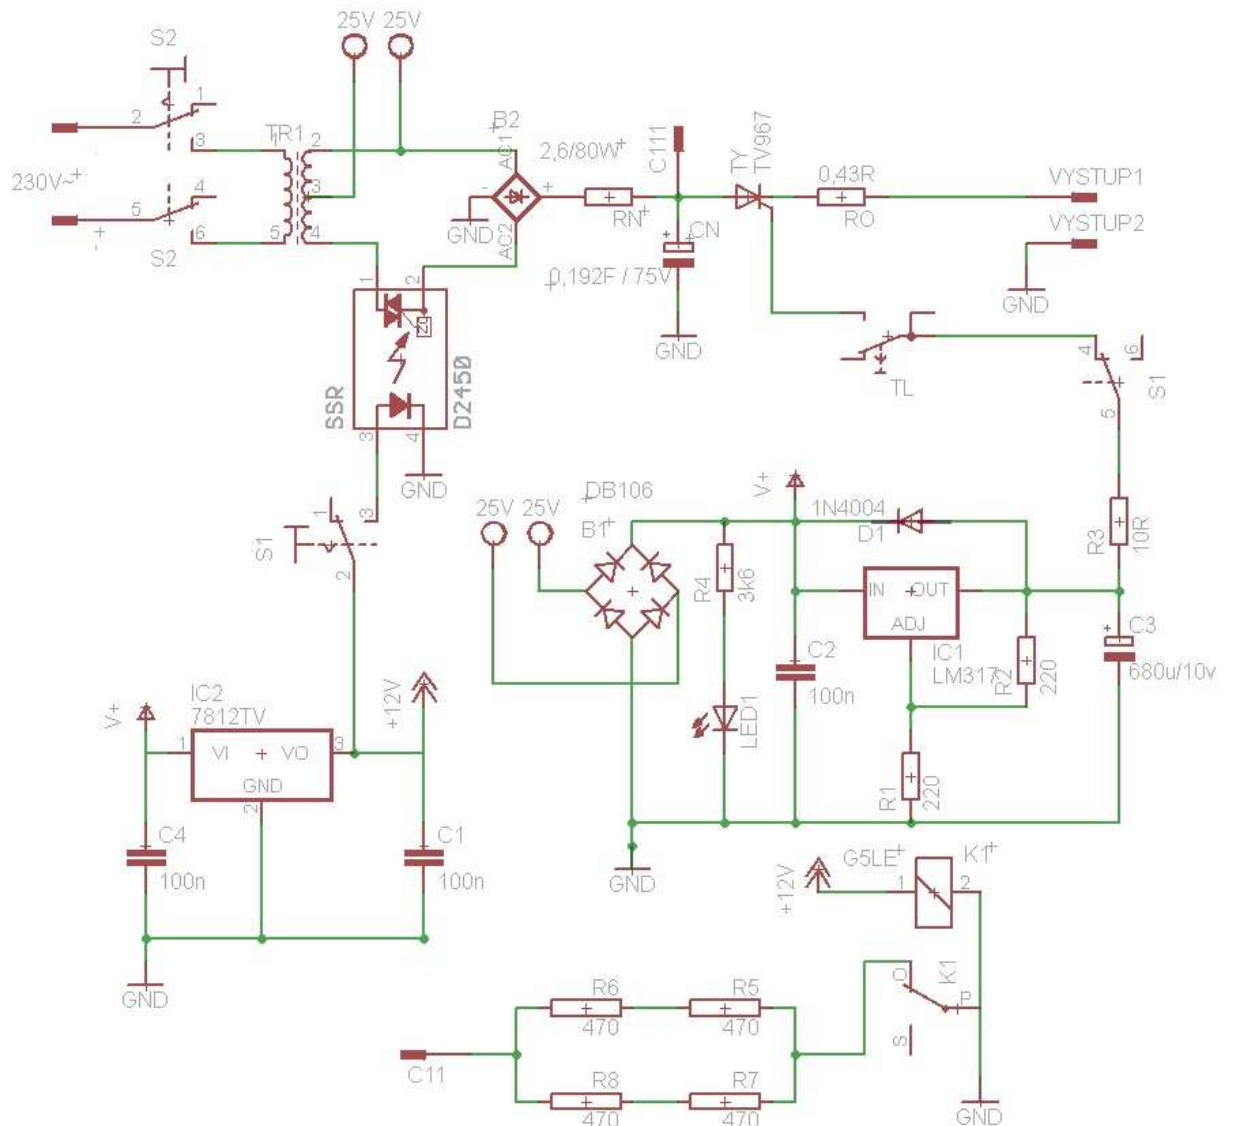 25V 25V
S2
1
2
3
TR1
2
B2
AC1
2,6/80W
C111
TY
TV967
0,43R
VYSTUP1
230V~
4
5
6
3
5
4
-
+
GND
AC2
RN
CN
RO
VYSTUP2
S2
1
2
0,192F / 75V
GND
GND
SSR
D2450
3
4
GND
TL
4
6
S1
5
S1
1
3
2
25V 25V
DB106
B1
V+
1N4004
D1
R3
10R
R4
3k6
IN
OUT
ADJ
IC1
LM317
C3
680u/10v
C2
100n
R2
220
LED1
R1
220
GND
V+
IC2
7812TV
+12V
1
VI
VO
3
GND
2
C4
100n
C1
100n
GND
+12V
G5LE
K1
1
2
K1
O
P
S
GND
R6
470
R5
470
C11
R8
470
R7
470